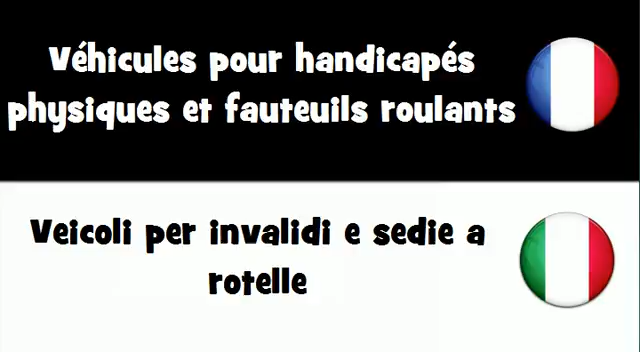 Véhicules pour handicapés
physiques et fauteuils roulants
Veicoli per invalidi e sedie a
rotelle